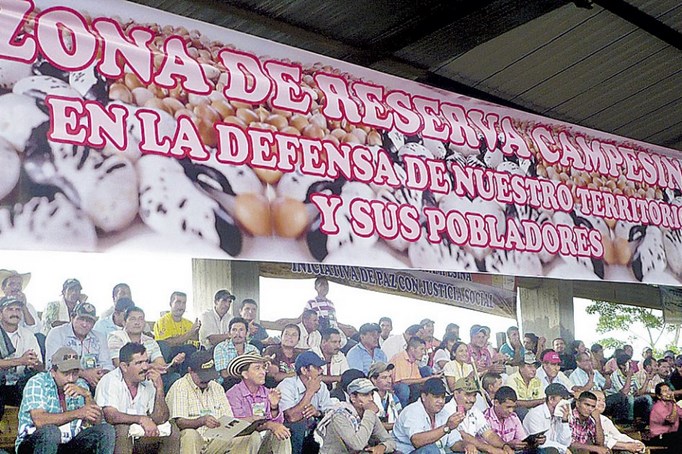 ZONA DE RESERVA CAMPESINA
EN LA DEFENSA DE NUESTRO TERRITORIO
Y SUS POBLADORES
INICIATIVA DE PAZ CON JUSTICIA SOCIAL